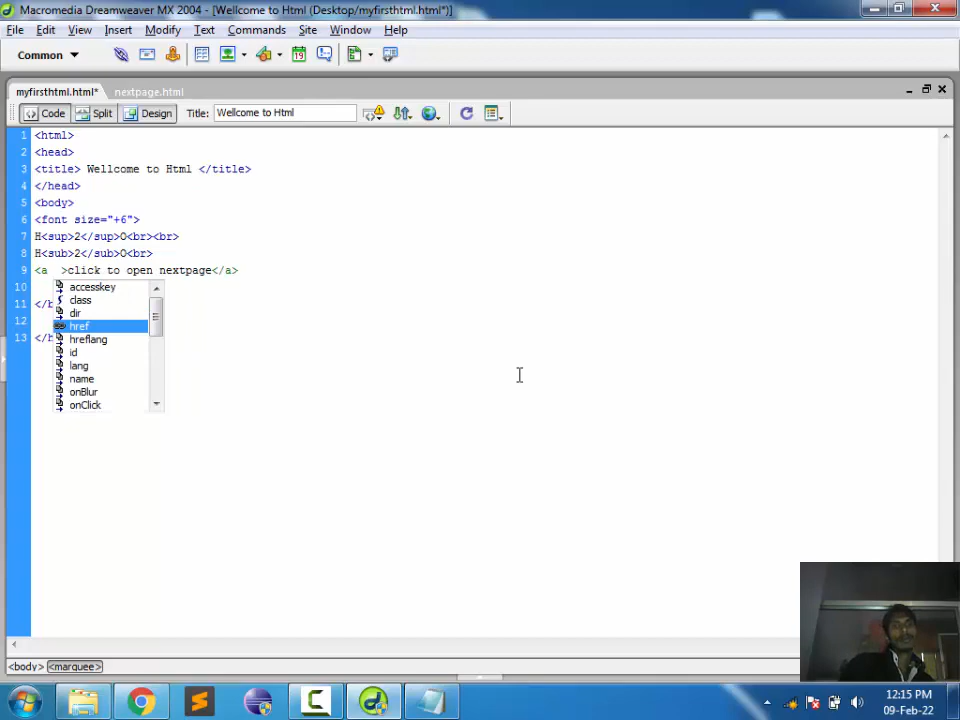 Macromedia Dreamweaver MX 2004 - [Wellcome to Html (Desktop/myfirsthtml.html*)]
File Edit View Insert Modify Text Commands Site Window Help
Common
19
myfirsthtml.html* nextpage.html
Code Split Design Title: Wellcome to Html
1 <html>
2 <head>
3 <title> Wellcome to Html </title>
4 </head>
5 <body>
6 <font size="+6">
7 H<sup>2</sup>O<br><br>
8 H<sub>2</sub>O<br>
9 <a  >click to open nextpage</a>
10 accesskey
class
11 </b
dir
12 href
13 </h hreflang
id
lang
name
onBlur
onClick
<body> <marquee>
12:15 PM
09-Feb-22